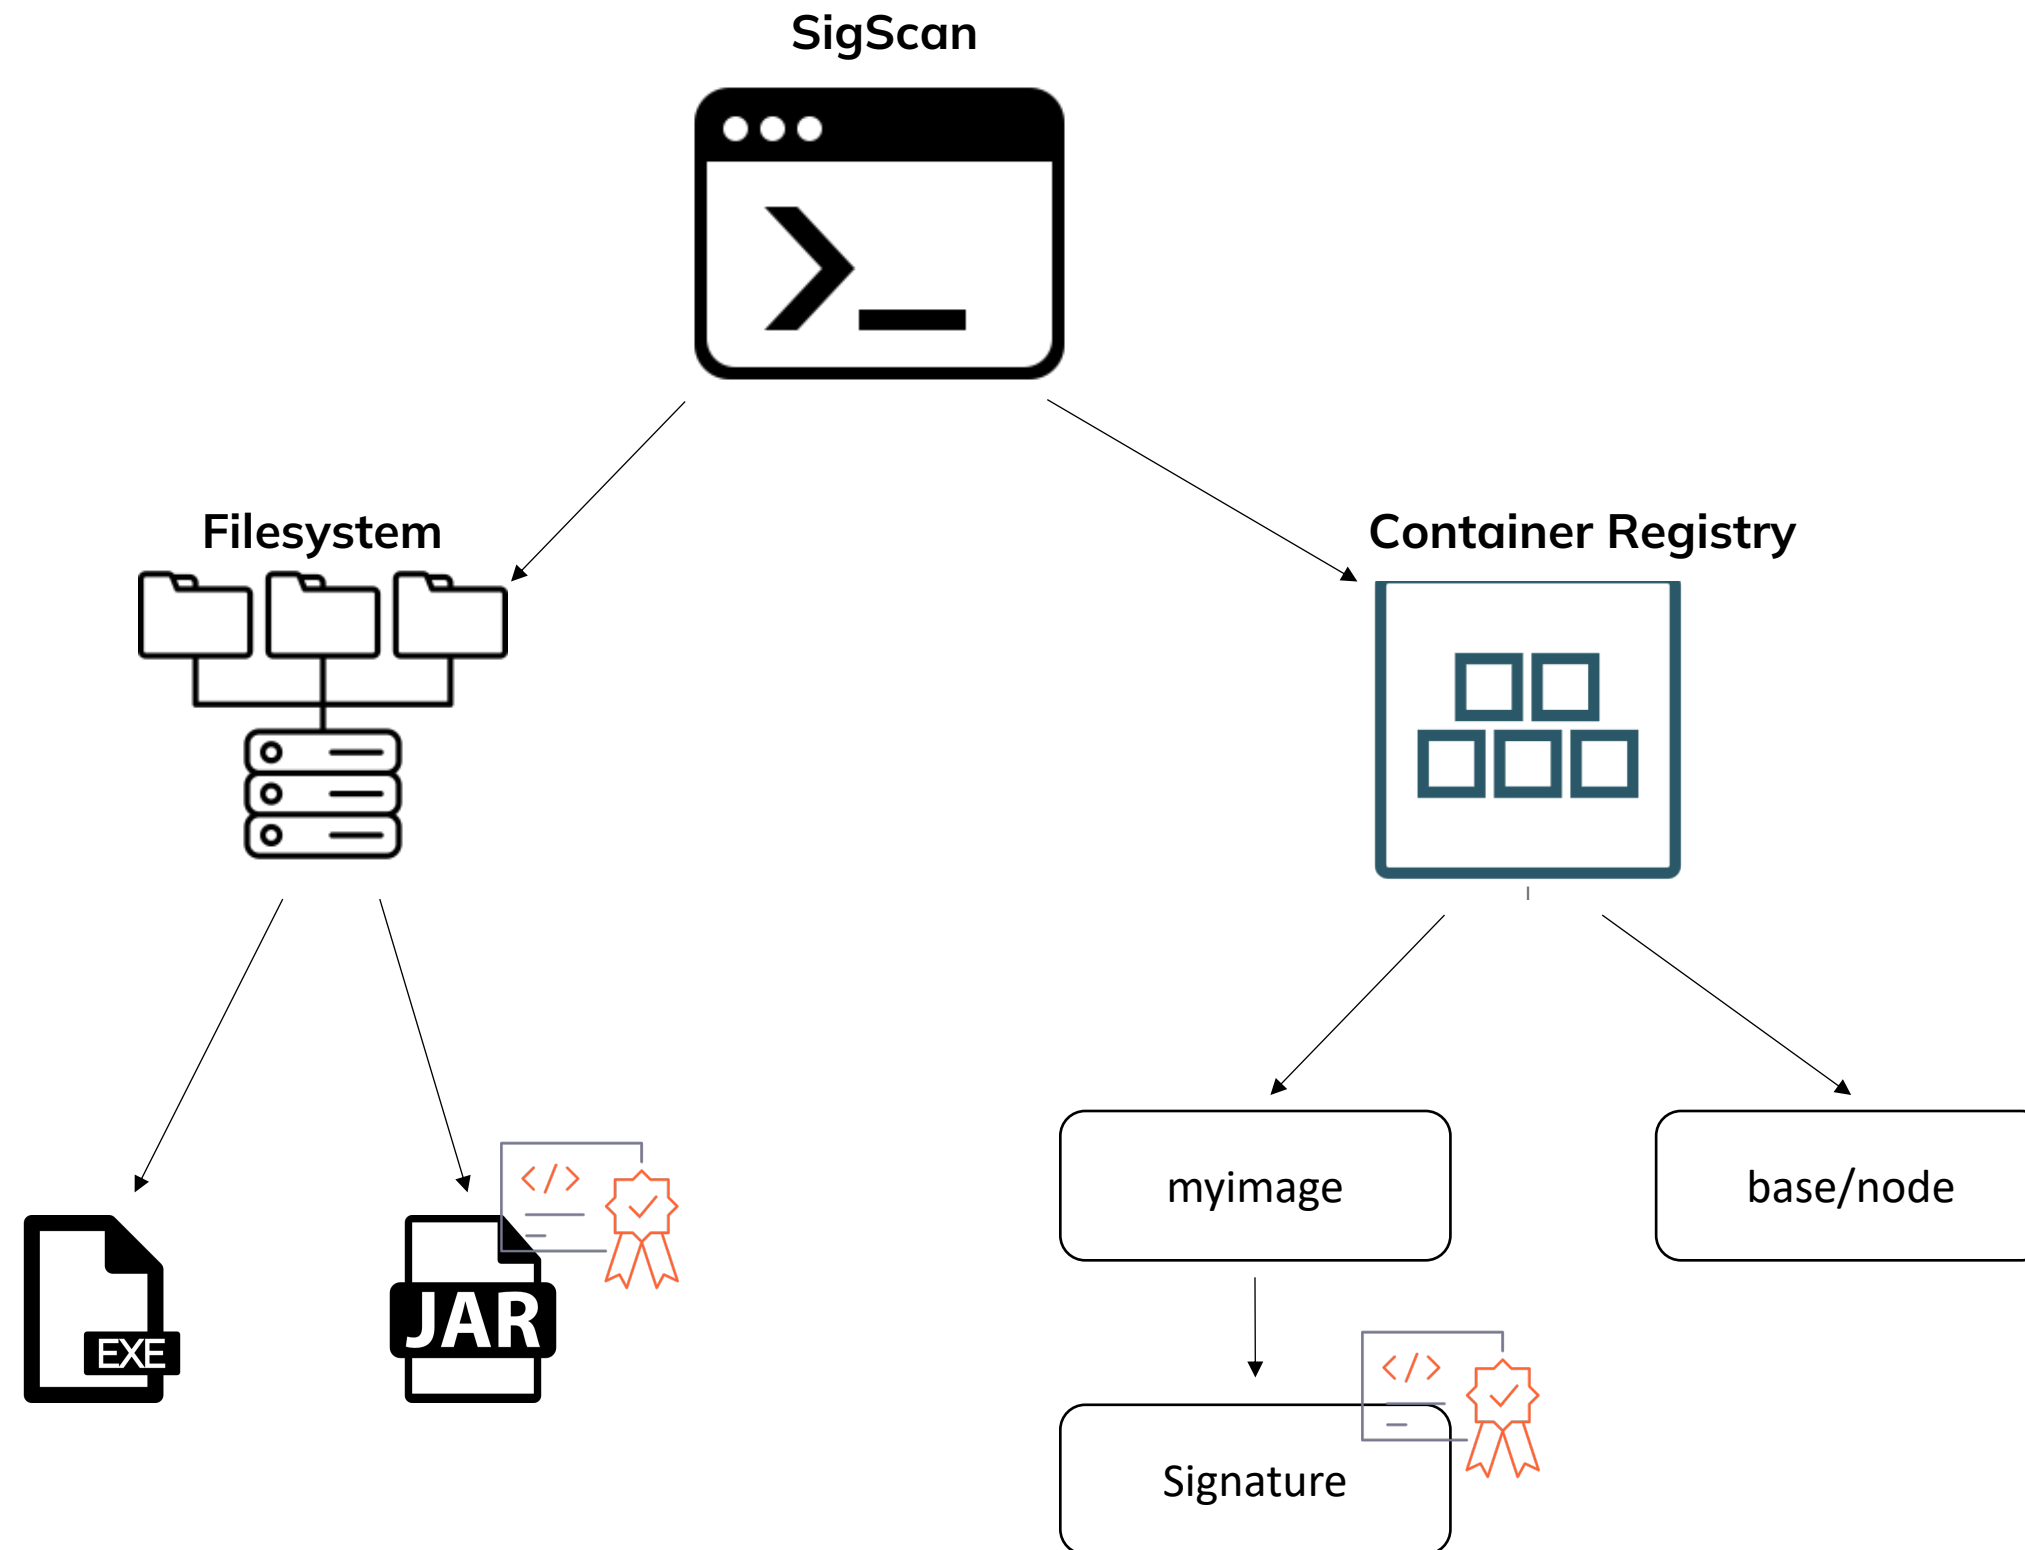 SigScan
Filesystem
Container Registry
myimage
base/node
EXE
JAR
Signature